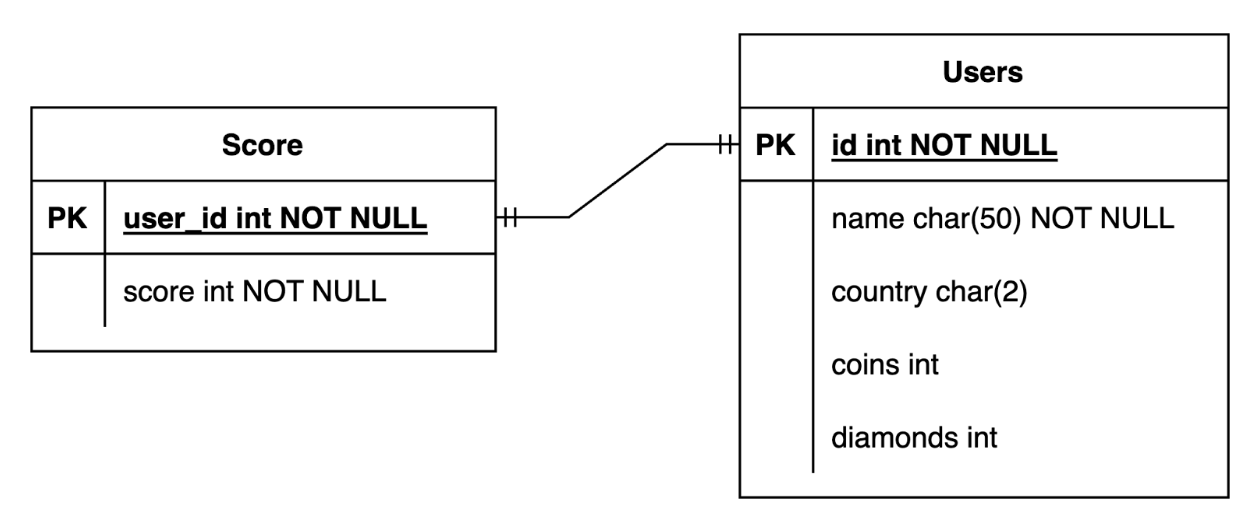 Score
PK user_id int NOT NULL
score int NOT NULL
Users
PK id int NOT NULL
name char(50) NOT NULL
country char(2)
coins int
diamonds int